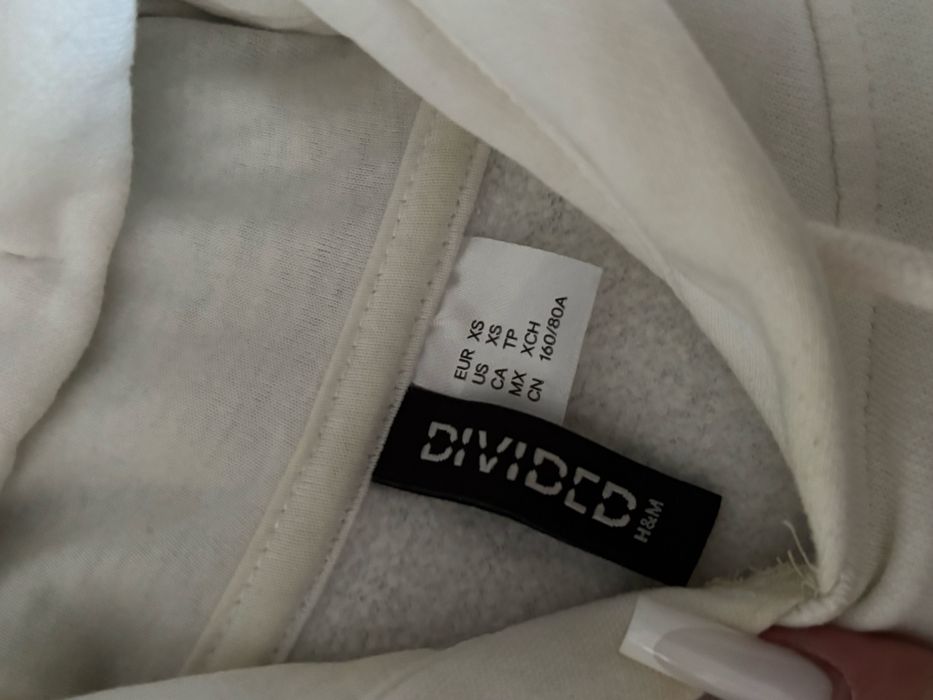 EUR XS
US XS
CA TP
MX XCH
CN 160/80A
DIVIDED
H&M